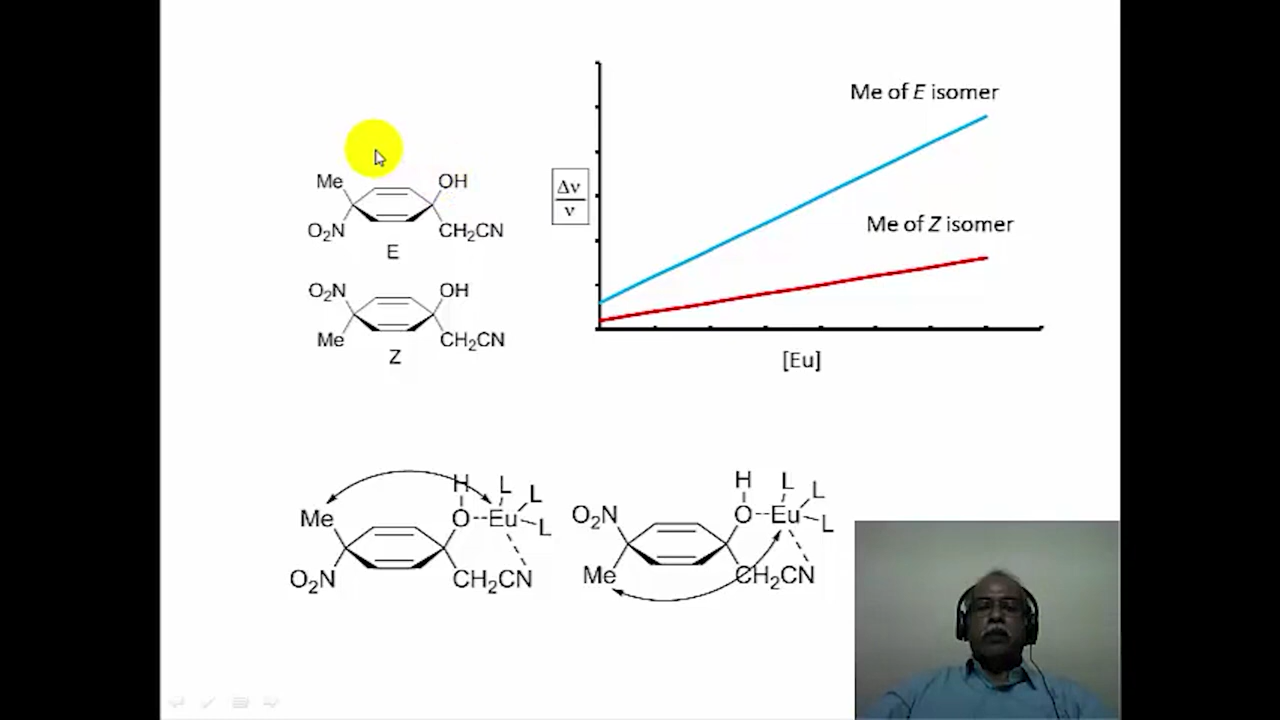 Me of E isomer
Me OH
O₂N CH₂CN
E
Δν
ν
Me of Z isomer
O₂N OH
Me CH₂CN
Z
[Eu]
H L L
Me O Eu L
O₂N CH₂CN
H L L
O₂N O Eu L
Me CH₂CN